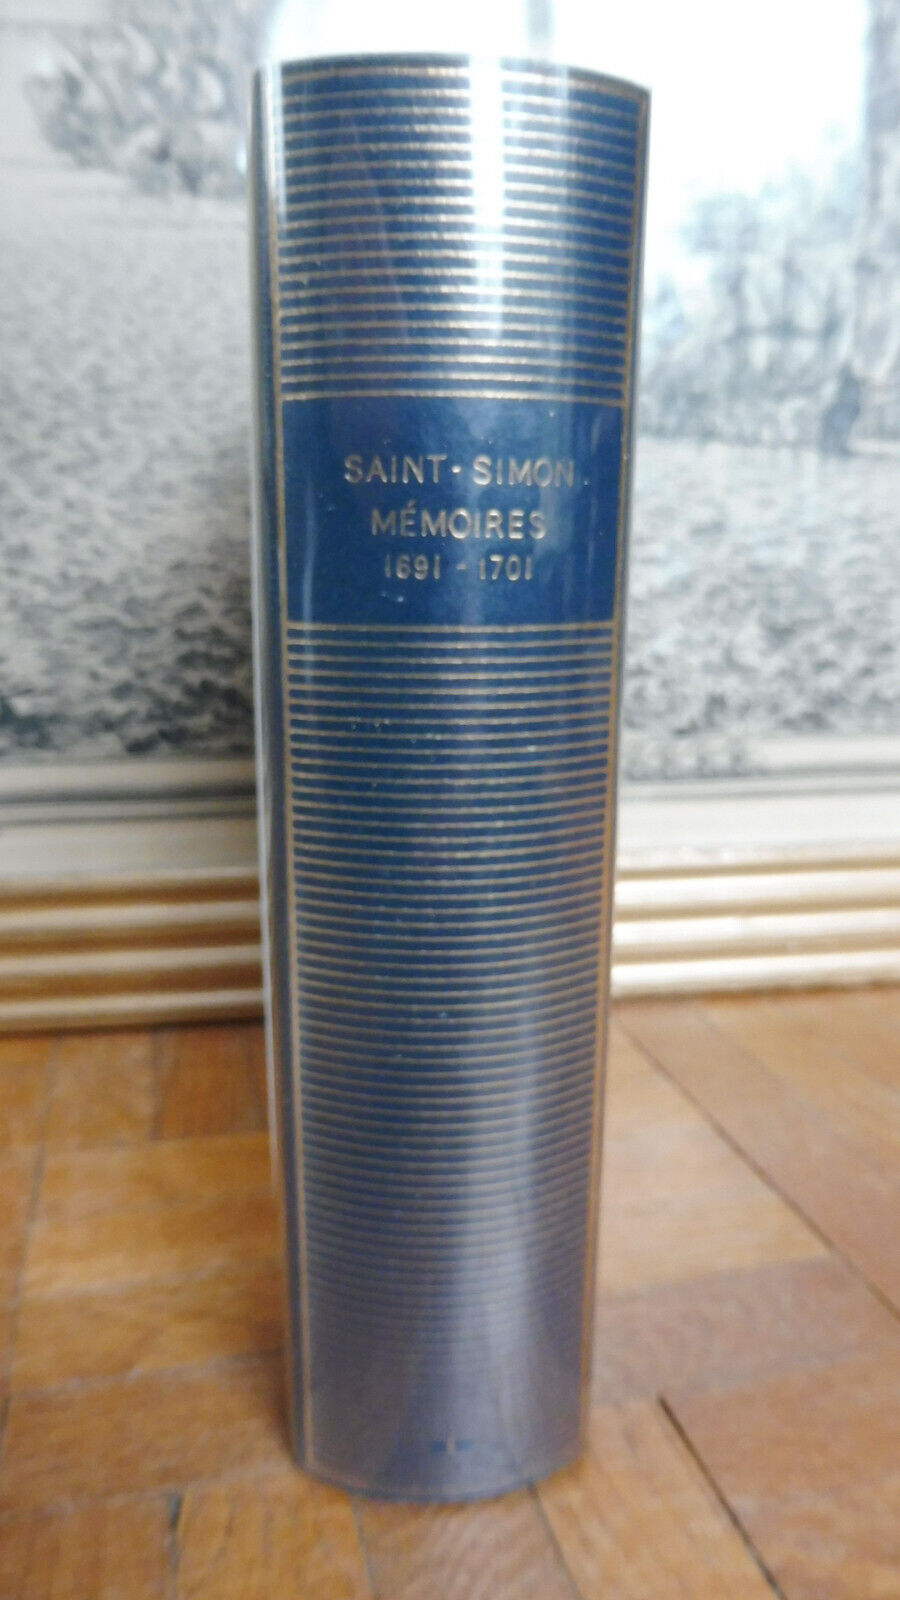 SAINT-SIMON
MÉMOIRES
1691-1701